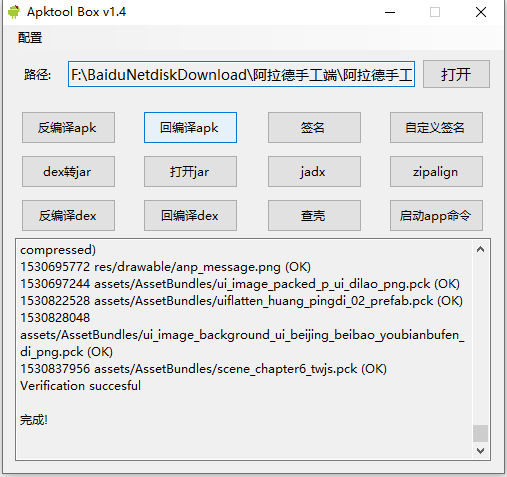 Apktool Box v1.4
配置
路径: F:\BaiduNetdiskDownload\阿拉德手工端\阿拉德手工 打开
反编译apk 回编译apk 签名 自定义签名
dex转jar 打开jar jadx zipalign
反编译dex 回编译dex 查壳 启动app命令
compressed)
1530695772 res/drawable/anp_message.png (OK)
1530697244 assets/AssetBundles/ui_image_packed_p_ui_dilao_png.pck (OK)
1530822528 assets/AssetBundles/uiflatten_huang_pingdi_02_prefab.pck (OK)
1530828048
assets/AssetBundles/ui_image_background_ui_beijing_beibao_youbianbufen_
di_png.pck (OK)
1530837956 assets/AssetBundles/scene_chapter6_twjs.pck (OK)
Verification succesful
完成!